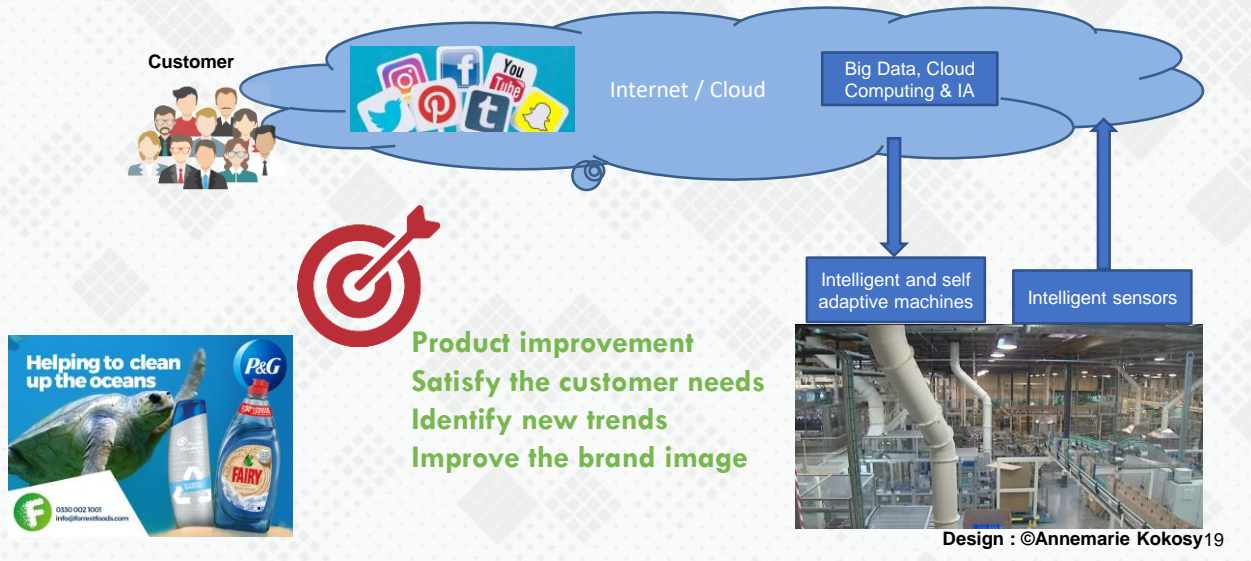 Customer
You
Tube
Internet / Cloud
Big Data, Cloud
Computing & IA
Intelligent and self
adaptive machines
Intelligent sensors
Product improvement
Satisfy the customer needs
Identify new trends
Improve the brand image
Helping to clean
up the oceans
P&G
FAIRY
0330 002 1001
info@forrestfoods.com
Design : ©Annemarie Kokosy19